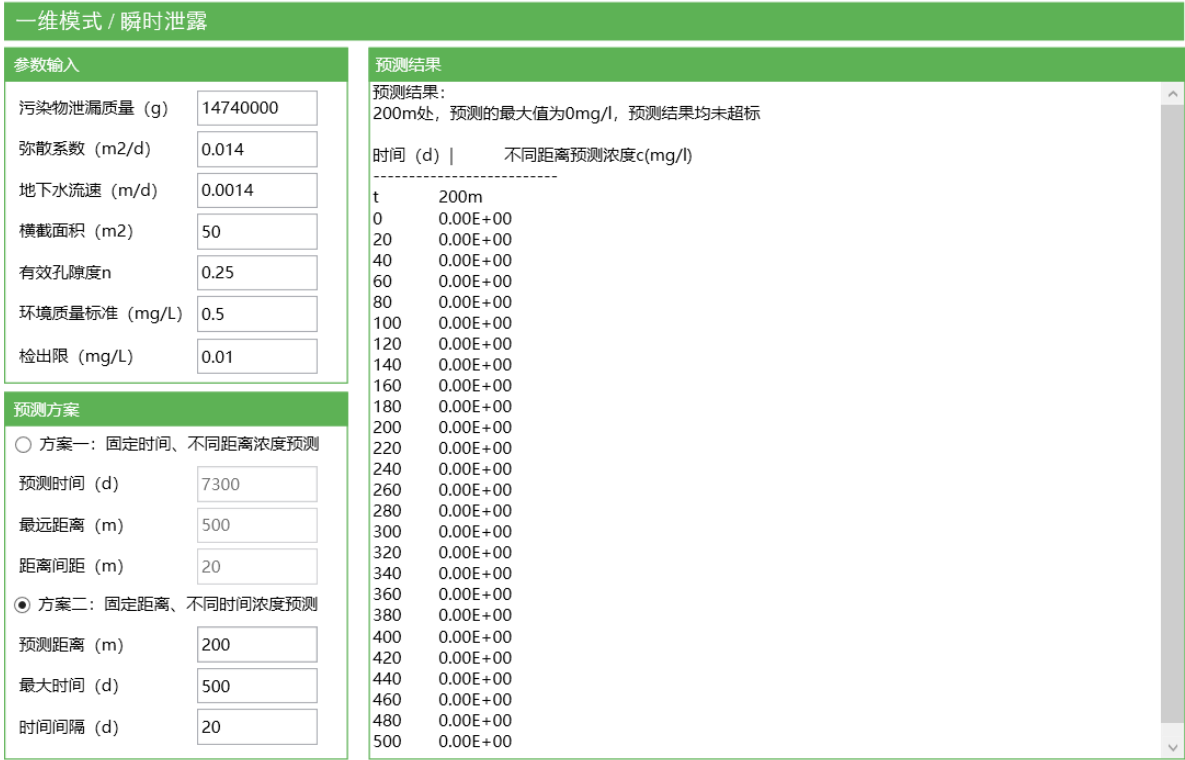 一维模式 / 瞬时泄露
参数输入
污染物泄漏质量（g） 14740000
弥散系数（m2/d） 0.014
地下水流速（m/d） 0.0014
横截面积（m2） 50
有效孔隙度n 0.25
环境质量标准（mg/L） 0.5
检出限（mg/L） 0.01
预测方案
方案一：固定时间、不同距离浓度预测
预测时间（d） 7300
最远距离（m） 500
距离间距（m） 20
方案二：固定距离、不同时间浓度预测
预测距离（m） 200
最大时间（d） 500
时间间隔（d） 20
预测结果
预测结果：
200m处，预测的最大值为0mg/l，预测结果均未超标
时间（d）| 不同距离预测浓度c(mg/l)
--------------------------
t 200m
0 0.00E+00
20 0.00E+00
40 0.00E+00
60 0.00E+00
80 0.00E+00
100 0.00E+00
120 0.00E+00
140 0.00E+00
160 0.00E+00
180 0.00E+00
200 0.00E+00
220 0.00E+00
240 0.00E+00
260 0.00E+00
280 0.00E+00
300 0.00E+00
320 0.00E+00
340 0.00E+00
360 0.00E+00
380 0.00E+00
400 0.00E+00
420 0.00E+00
440 0.00E+00
460 0.00E+00
480 0.00E+00
500 0.00E+00